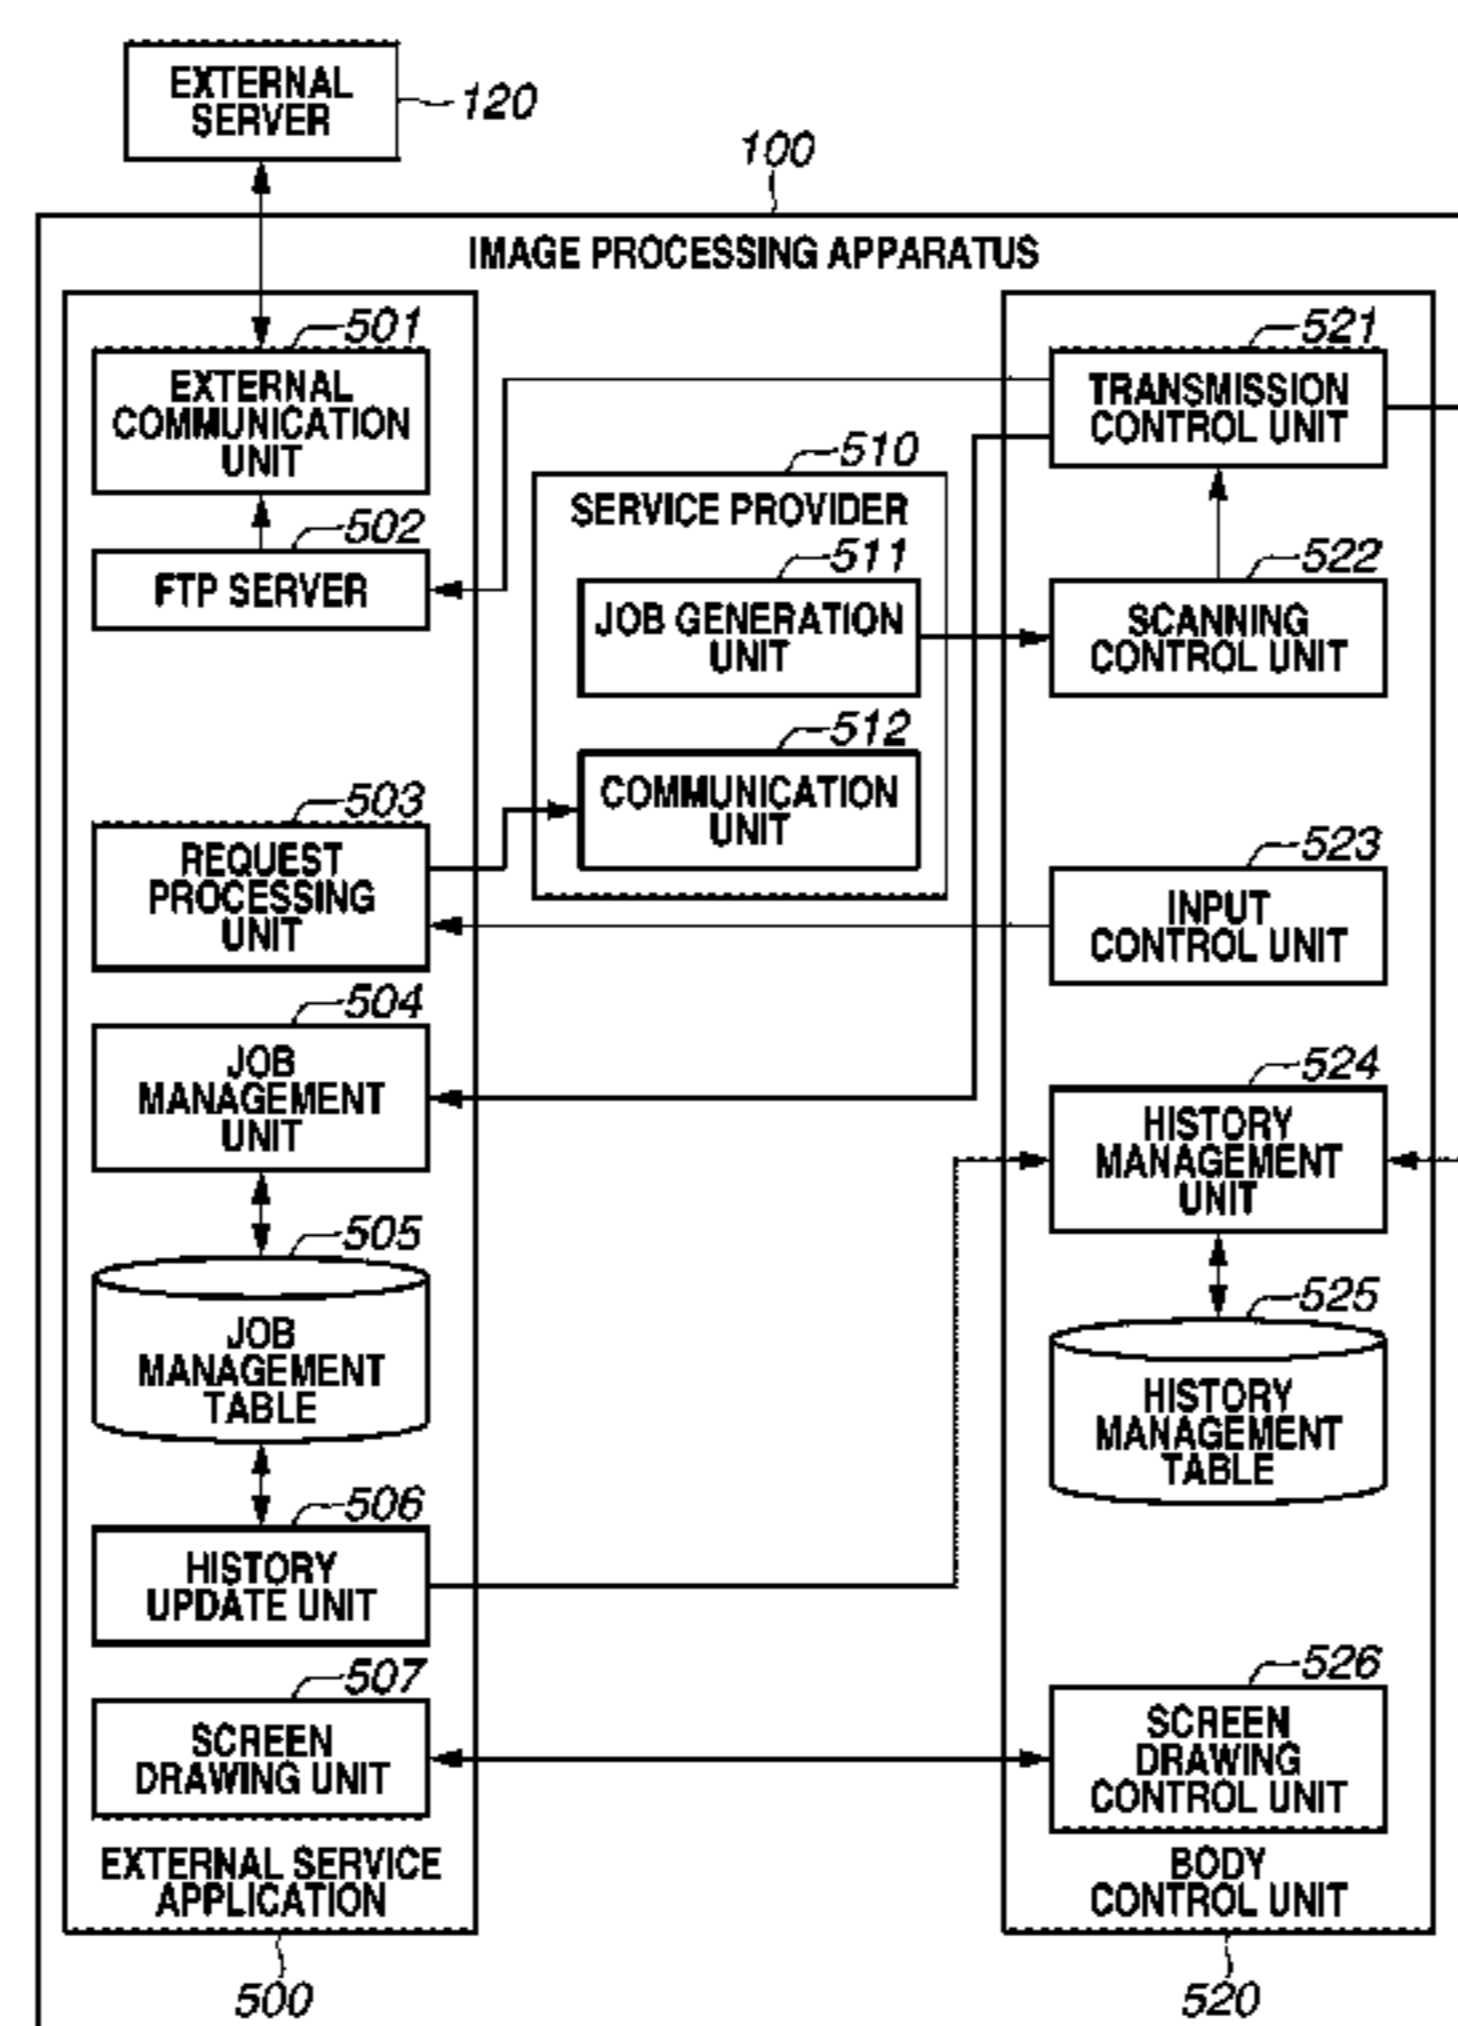 EXTERNAL
SERVER
120
100
IMAGE PROCESSING APPARATUS
501
EXTERNAL
COMMUNICATION
UNIT
502
FTP SERVER
503
REQUEST
PROCESSING
UNIT
504
JOB
MANAGEMENT
UNIT
505
JOB
MANAGEMENT
TABLE
506
HISTORY
UPDATE UNIT
507
SCREEN
DRAWING UNIT
EXTERNAL SERVICE
APPLICATION
500
510
SERVICE PROVIDER
511
JOB GENERATION
UNIT
512
COMMUNICATION
UNIT
521
TRANSMISSION
CONTROL UNIT
522
SCANNING
CONTROL UNIT
523
INPUT
CONTROL UNIT
524
HISTORY
MANAGEMENT
UNIT
525
HISTORY
MANAGEMENT
TABLE
526
SCREEN
DRAWING
CONTROL UNIT
BODY
CONTROL UNIT
520